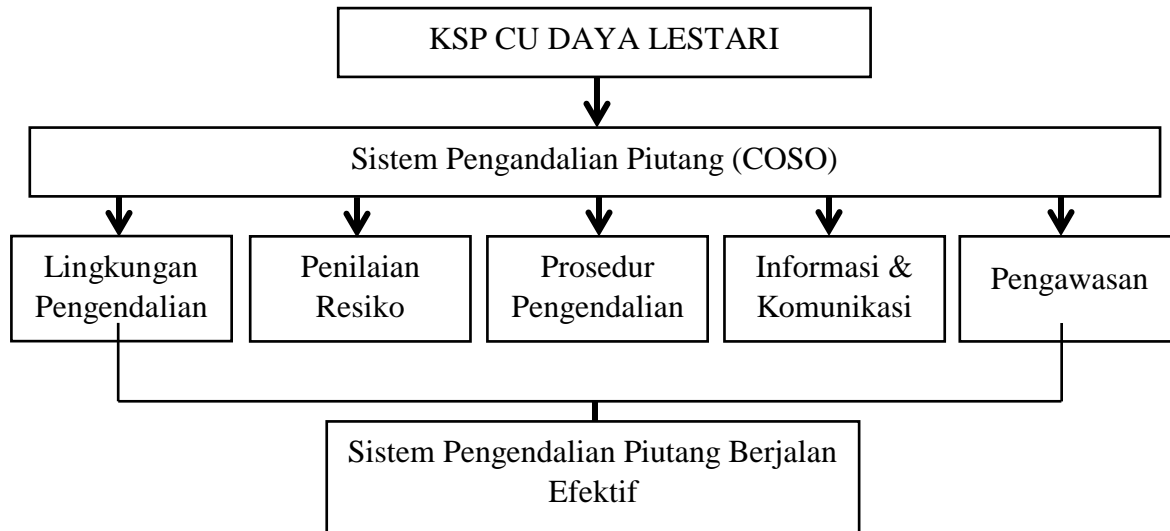 KSP CU DAYA LESTARI
Sistem Pengandalian Piutang (COSO)
Lingkungan
Pengendalian
Penilaian
Resiko
Prosedur
Pengendalian
Informasi &
Komunikasi
Pengawasan
Sistem Pengendalian Piutang Berjalan
Efektif